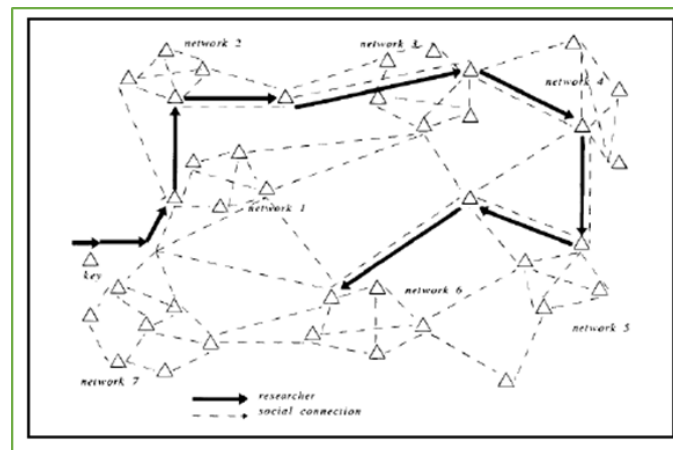 network 2
network 3
network 4
network 1
key
network 6
network 5
network 7
researcher
social connection